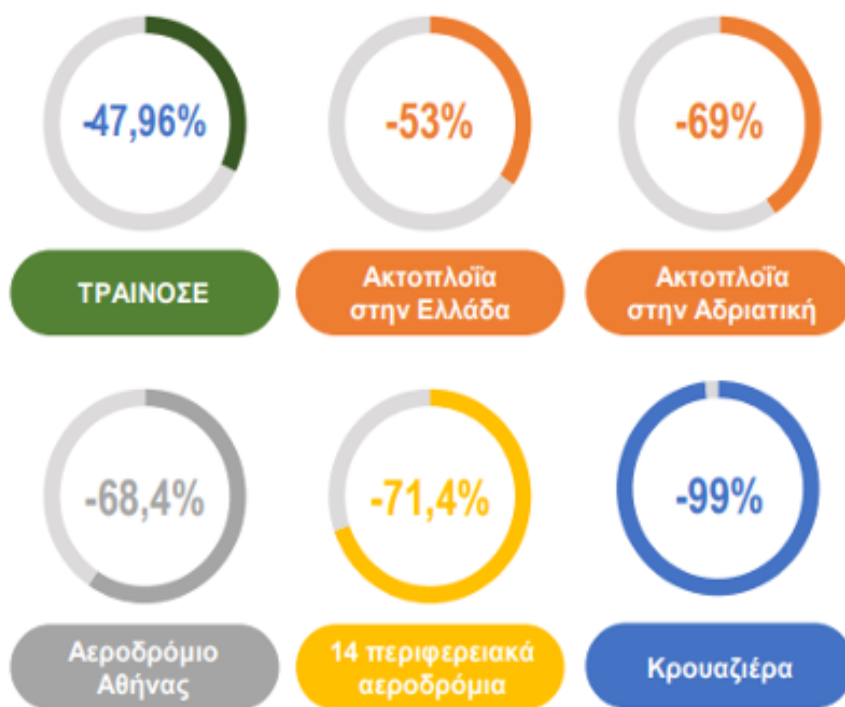 -47,96%
-53%
-69%
ΤΡΑΙΝΟΣΕ
Ακτοπλοΐα
στην Ελλάδα
Ακτοπλοΐα
στην Αδριατική
-68,4%
-71,4%
-99%
Αεροδρόμιο
Αθήνας
14 περιφερειακά
αεροδρόμια
Κρουαζιέρα